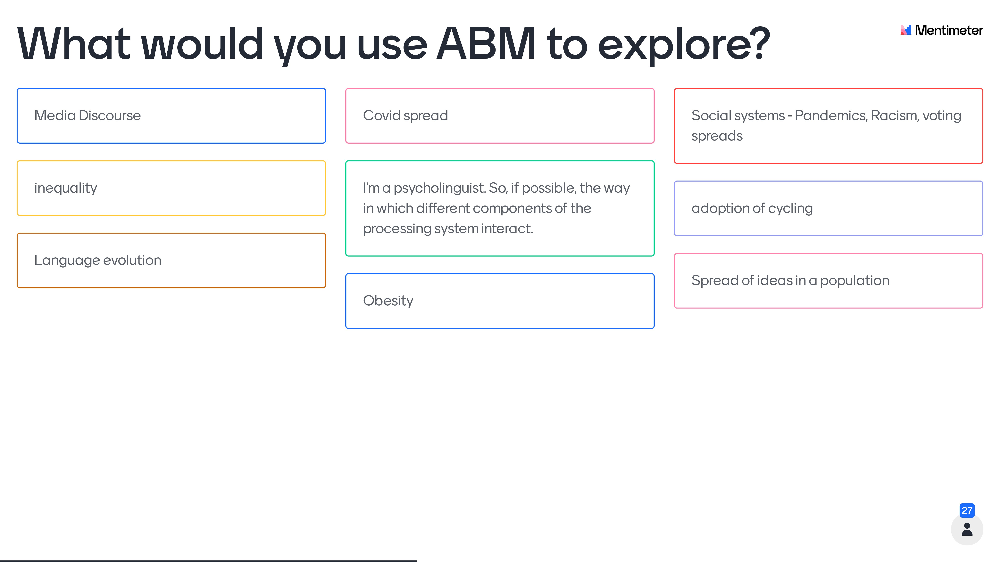 What would you use ABM to explore?
Mentimeter
Media Discourse
Covid spread
Social systems - Pandemics, Racism, voting
spreads
inequality
I'm a psycholinguist. So, if possible, the way
in which different components of the
processing system interact.
adoption of cycling
Language evolution
Obesity
Spread of ideas in a population
27